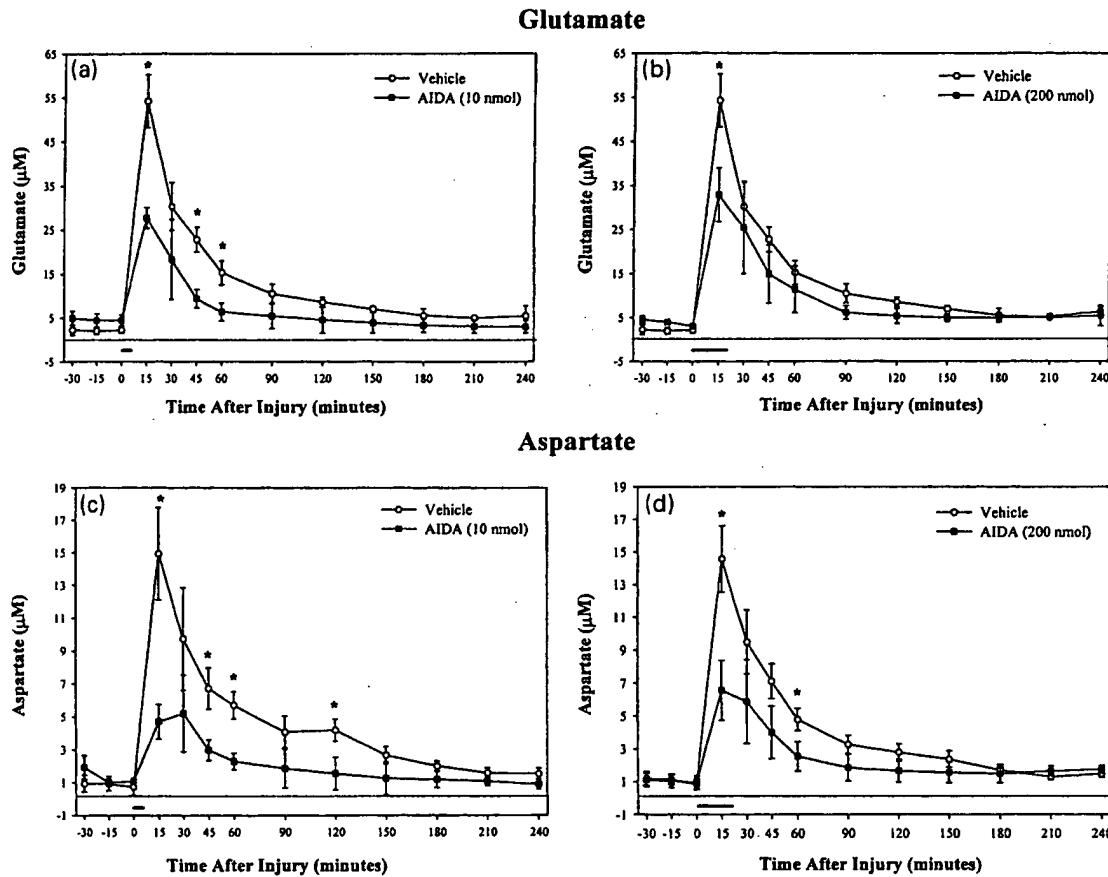 Glutamate
(a)
*
Vehicle
AIDA (10 nmol)
65
55
45
35
25
15
5
-5
* *
Glutamate (µM)
-30 -15 0 15 30 45 60 90 120 150 180 210 240
Time After Injury (minutes)
(b)
*
Vehicle
AIDA (200 nmol)
65
55
45
35
25
15
5
-5
Glutamate (µM)
-30 -15 0 15 30 45 60 90 120 150 180 210 240
Time After Injury (minutes)
Aspartate
(c)
*
Vehicle
AIDA (10 nmol)
19
17
15
13
11
9
7
5
3
1
-1
* * *
Aspartate (µM)
-30 -15 0 15 30 45 60 90 120 150 180 210 240
Time After Injury (minutes)
(d)
*
Vehicle
AIDA (200 nmol)
19
17
15
13
11
9
7
5
3
1
-1
*
Aspartate (µM)
-30 -15 0 15 30 45 60 90 120 150 180 210 240
Time After Injury (minutes)